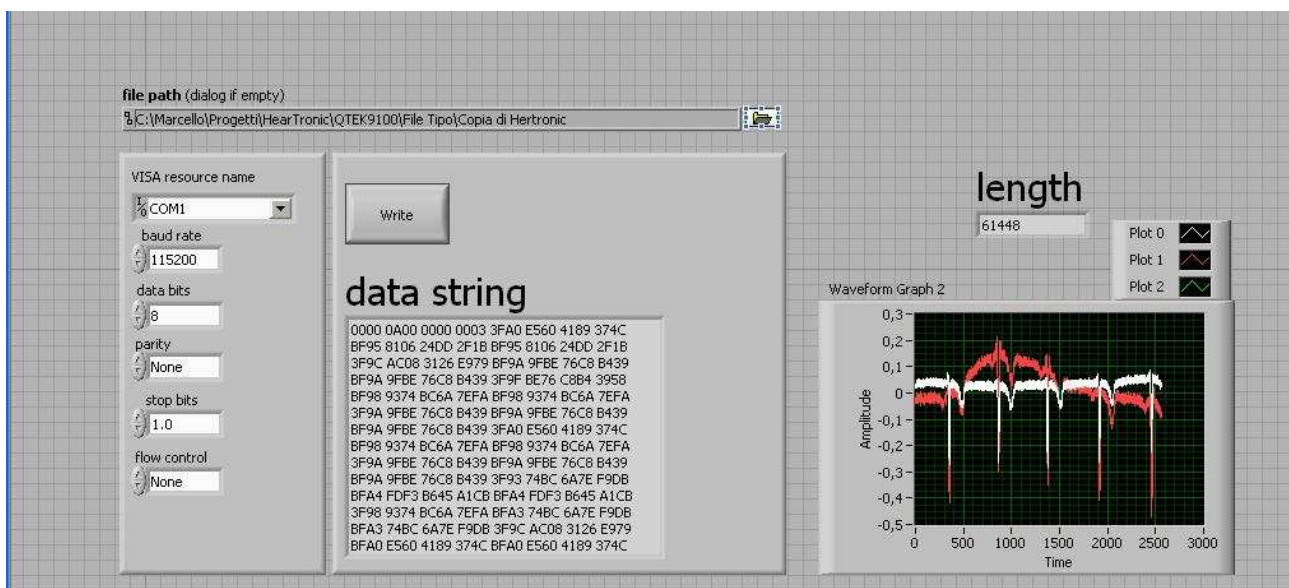 file path (dialog if empty)
C:\Marcello\Progetti\HearTronic\QTEK9100\File Tipo\Copia di Hertronic
VISA resource name
I/O COM1
baud rate
115200
data bits
8
parity
None
stop bits
1.0
flow control
None
Write
data string
0000 0A00 0000 0003 3FA0 E560 4189 374C
BF95 8106 24DD 2F1B BF95 8106 24DD 2F1B
3F9C AC08 3126 E979 BF9A 9FBE 76C8 B439
BF9A 9FBE 76C8 B439 3F9F BE76 C8B4 3958
BF98 9374 BC6A 7EFA BF98 9374 BC6A 7EFA
3F9A 9FBE 76C8 B439 BF9A 9FBE 76C8 B439
BF9A 9FBE 76C8 B439 3FA0 E560 4189 374C
BF98 9374 BC6A 7EFA BF98 9374 BC6A 7EFA
3F9A 9FBE 76C8 B439 BF9A 9FBE 76C8 B439
BF9A 9FBE 76C8 B439 3F93 74BC 6A7E F9DB
BFA4 FDF3 B645 A1CB BFA4 FDF3 B645 A1CB
3F98 9374 BC6A 7EFA BFA3 74BC 6A7E F9DB
BFA3 74BC 6A7E F9DB 3F9C AC08 3126 E979
BFA0 E560 4189 374C BFA0 E560 4189 374C
length
61448
Plot 0
Plot 1
Plot 2
Waveform Graph 2
0,3
0,2
0,1
0
-0,1
-0,2
-0,3
-0,4
-0,5
Amplitude
0 500 1000 1500 2000 2500 3000
Time